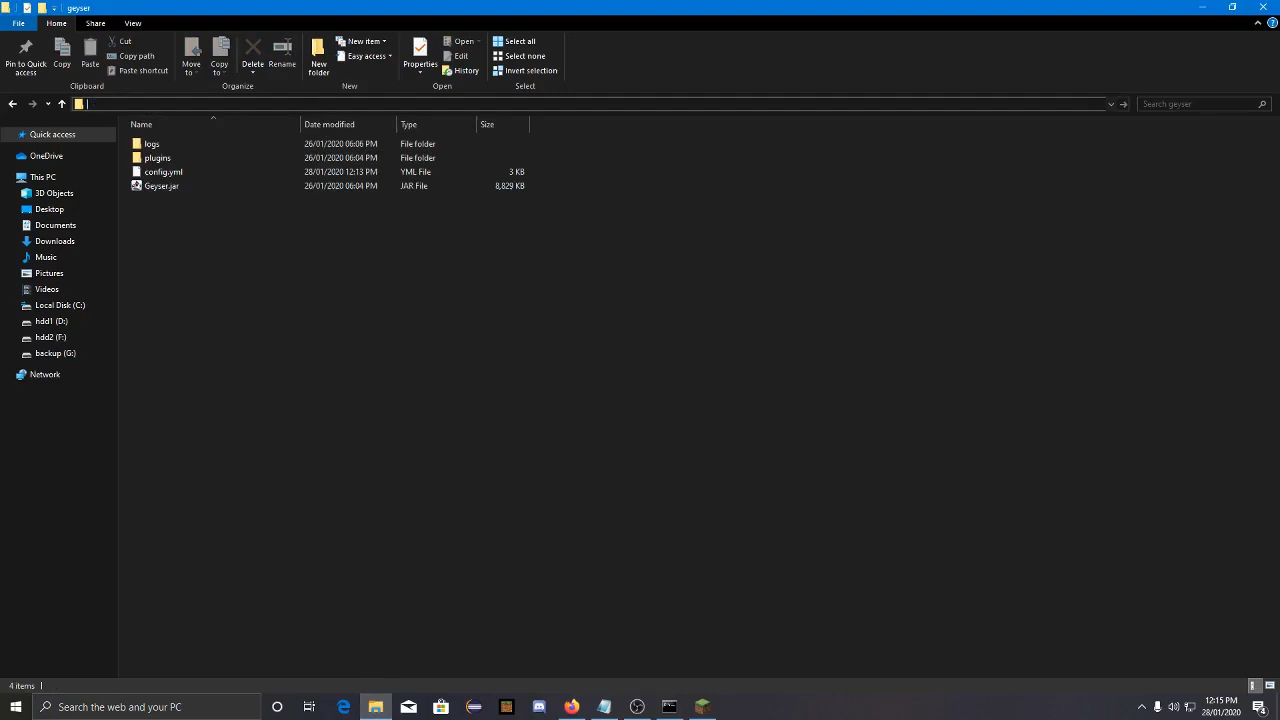 geyser
File Home Share View
Pin to Quick access
Copy
Paste
Cut
Copy path
Paste shortcut
Clipboard
Move to
Copy to
Delete
Rename
Organize
New folder
New item
Easy access
New
Properties
Open
Edit
History
Open
Select all
Select none
Invert selection
Select
Search geyser
Name Date modified Type Size
logs 26/01/2020 06:06 PM File folder
plugins 26/01/2020 06:04 PM File folder
config.yml 28/01/2020 12:13 PM YML File 3 KB
Geyser.jar 26/01/2020 06:04 PM JAR File 8,829 KB
Quick access
OneDrive
This PC
3D Objects
Desktop
Documents
Downloads
Music
Pictures
Videos
Local Disk (C:)
hdd1 (D:)
hdd2 (F:)
backup (G:)
Network
4 items
Search the web and your PC
12:15 PM
28/01/2020